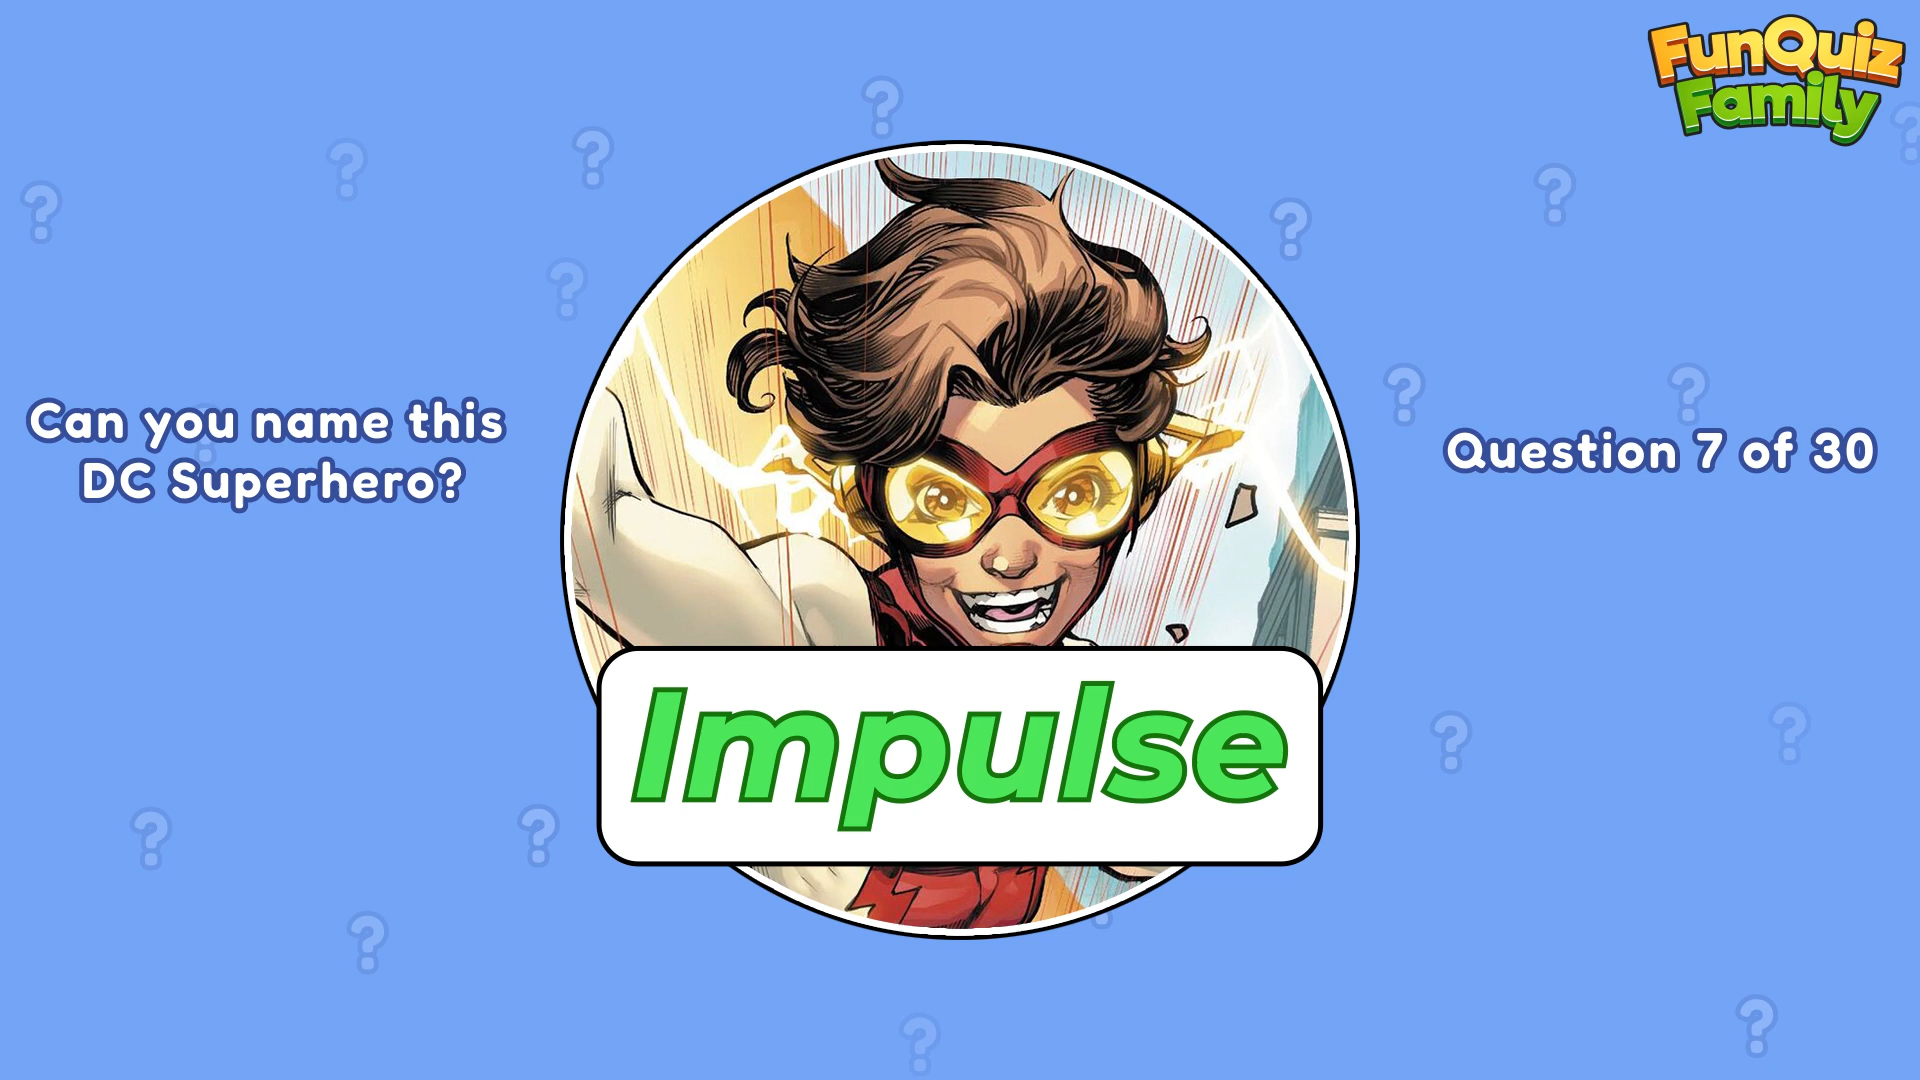 FunQuiz
Family
Can you name this
DC Superhero?
Question 7 of 30
Impulse